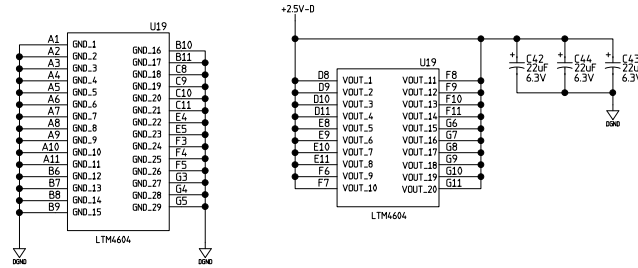 +2.5V-D
U19
A1 GND_1
A2 GND_2
A3 GND_3
A4 GND_4
A5 GND_5
A6 GND_6
A7 GND_7
A8 GND_8
A9 GND_9
A10 GND_10
A11 GND_11
B6 GND_12
B7 GND_13
B8 GND_14
B9 GND_15
GND_16 B10
GND_17 B11
GND_18 C8
GND_19 C9
GND_20 C10
GND_21 C11
GND_22 E4
GND_23 E5
GND_24 F3
GND_25 F4
GND_26 F5
GND_27 G3
GND_28 G4
GND_29 G5
LTM4604
DGND
DGND
U19
D8 VOUT_1
D9 VOUT_2
D10 VOUT_3
D11 VOUT_4
E8 VOUT_5
E9 VOUT_6
E10 VOUT_7
E11 VOUT_8
F6 VOUT_9
F7 VOUT_10
VOUT_11 F8
VOUT_12 F9
VOUT_13 F10
VOUT_14 F11
VOUT_15 G6
VOUT_16 G7
VOUT_17 G8
VOUT_18 G9
VOUT_19 G10
VOUT_20 G11
LTM4604
+ C42
22uF
6.3V
+ C44
22uF
6.3V
+ C43
22uF
6.3V
DGND